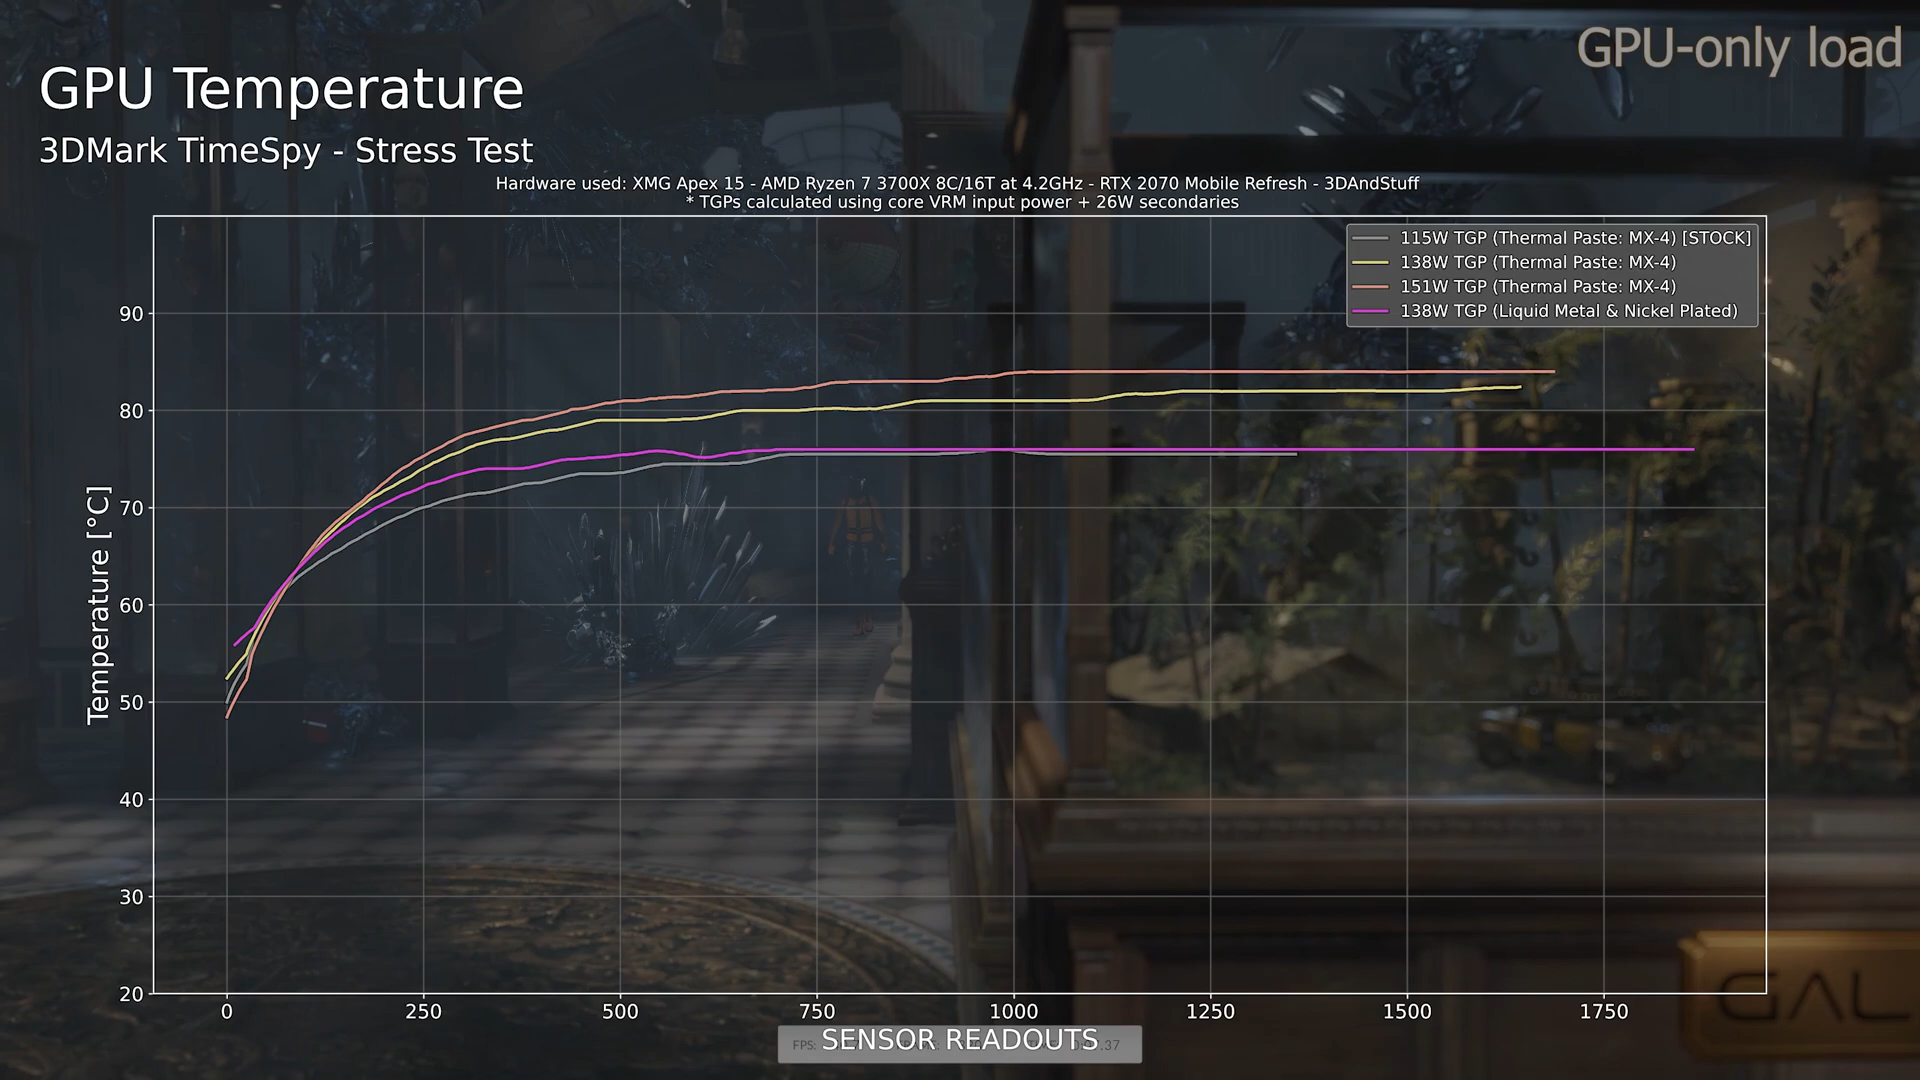 GPU-only load
GPU Temperature
3DMark TimeSpy - Stress Test
Hardware used: XMG Apex 15 - AMD Ryzen 7 3700X 8C/16T at 4.2GHz - RTX 2070 Mobile Refresh - 3DAndStuff
* TGPs calculated using core VRM input power + 26W secondaries
115W TGP (Thermal Paste: MX-4) [STOCK]
138W TGP (Thermal Paste: MX-4)
151W TGP (Thermal Paste: MX-4)
138W TGP (Liquid Metal & Nickel Plated)
Temperature [°C]
90
80
70
60
50
40
30
20
0
250
500
750
1000
1250
1500
1750
SENSOR READOUTS
FPS:
GAL